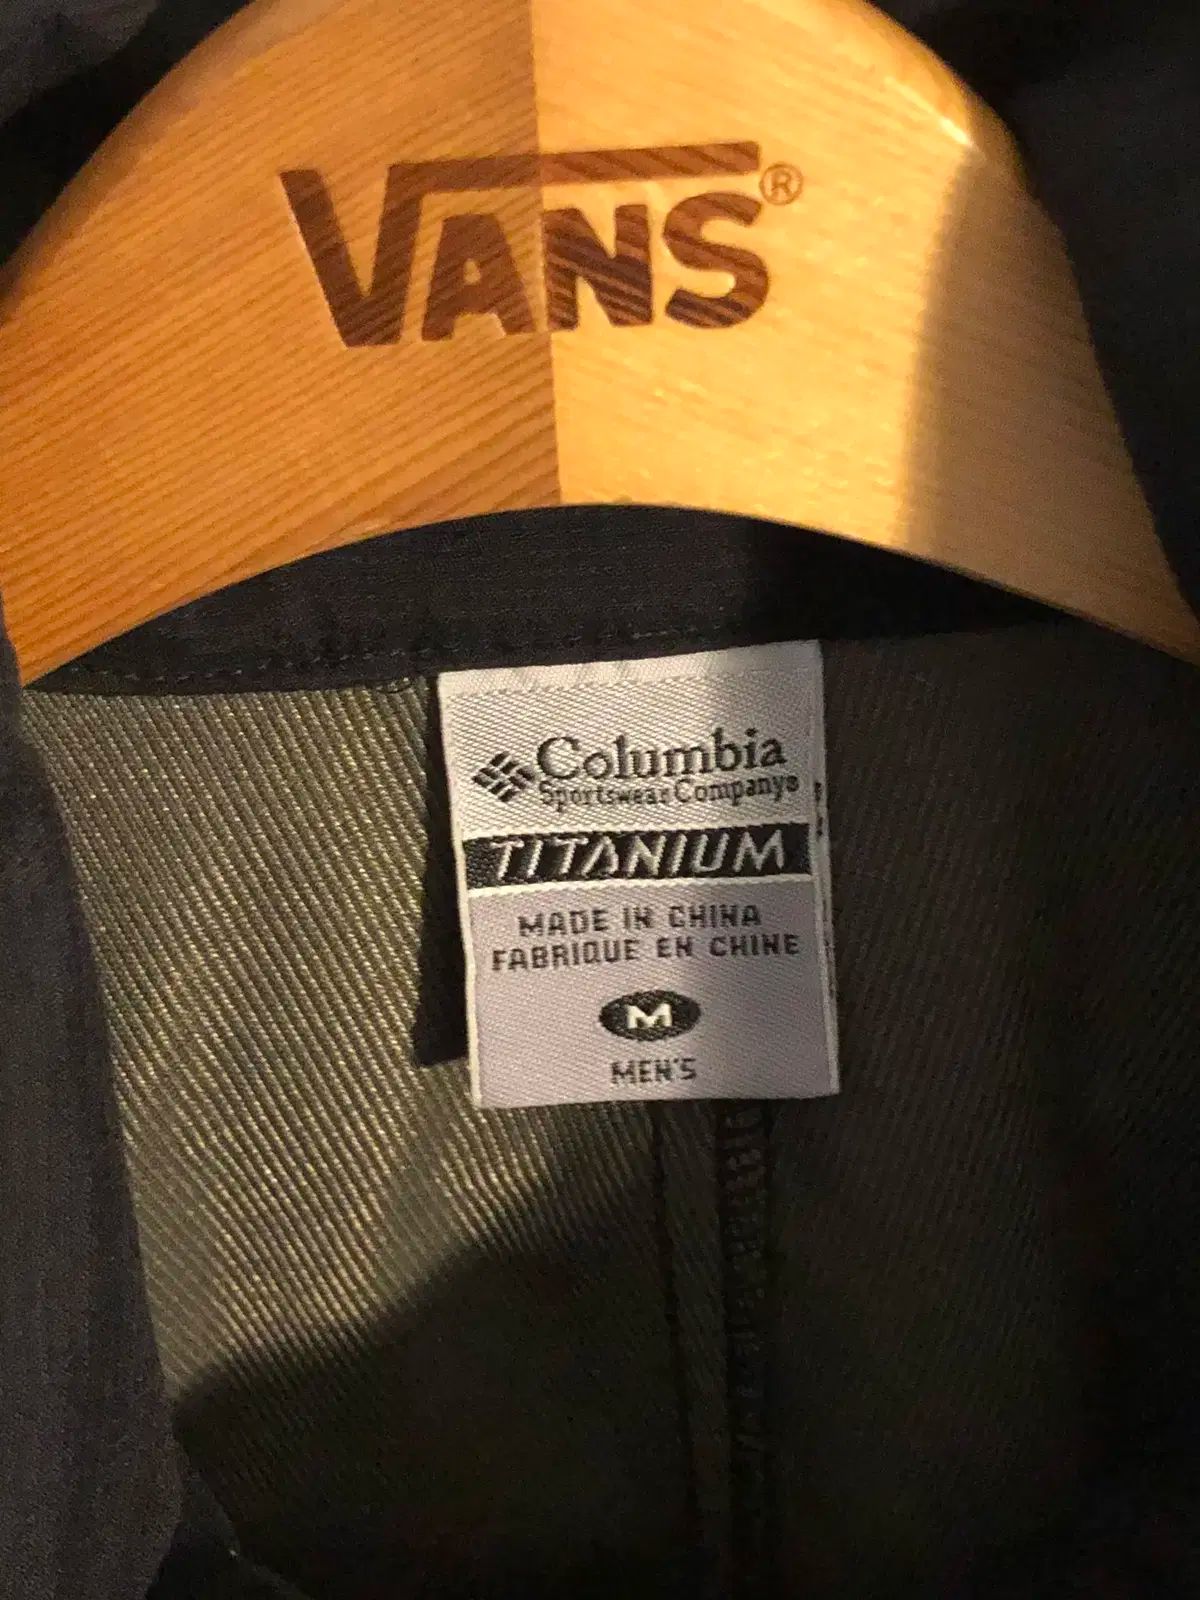 VANS®
Columbia
Sportswear Company®
TITANIUM
MADE IN CHINA
FABRIQUE EN CHINE
M
MEN'S